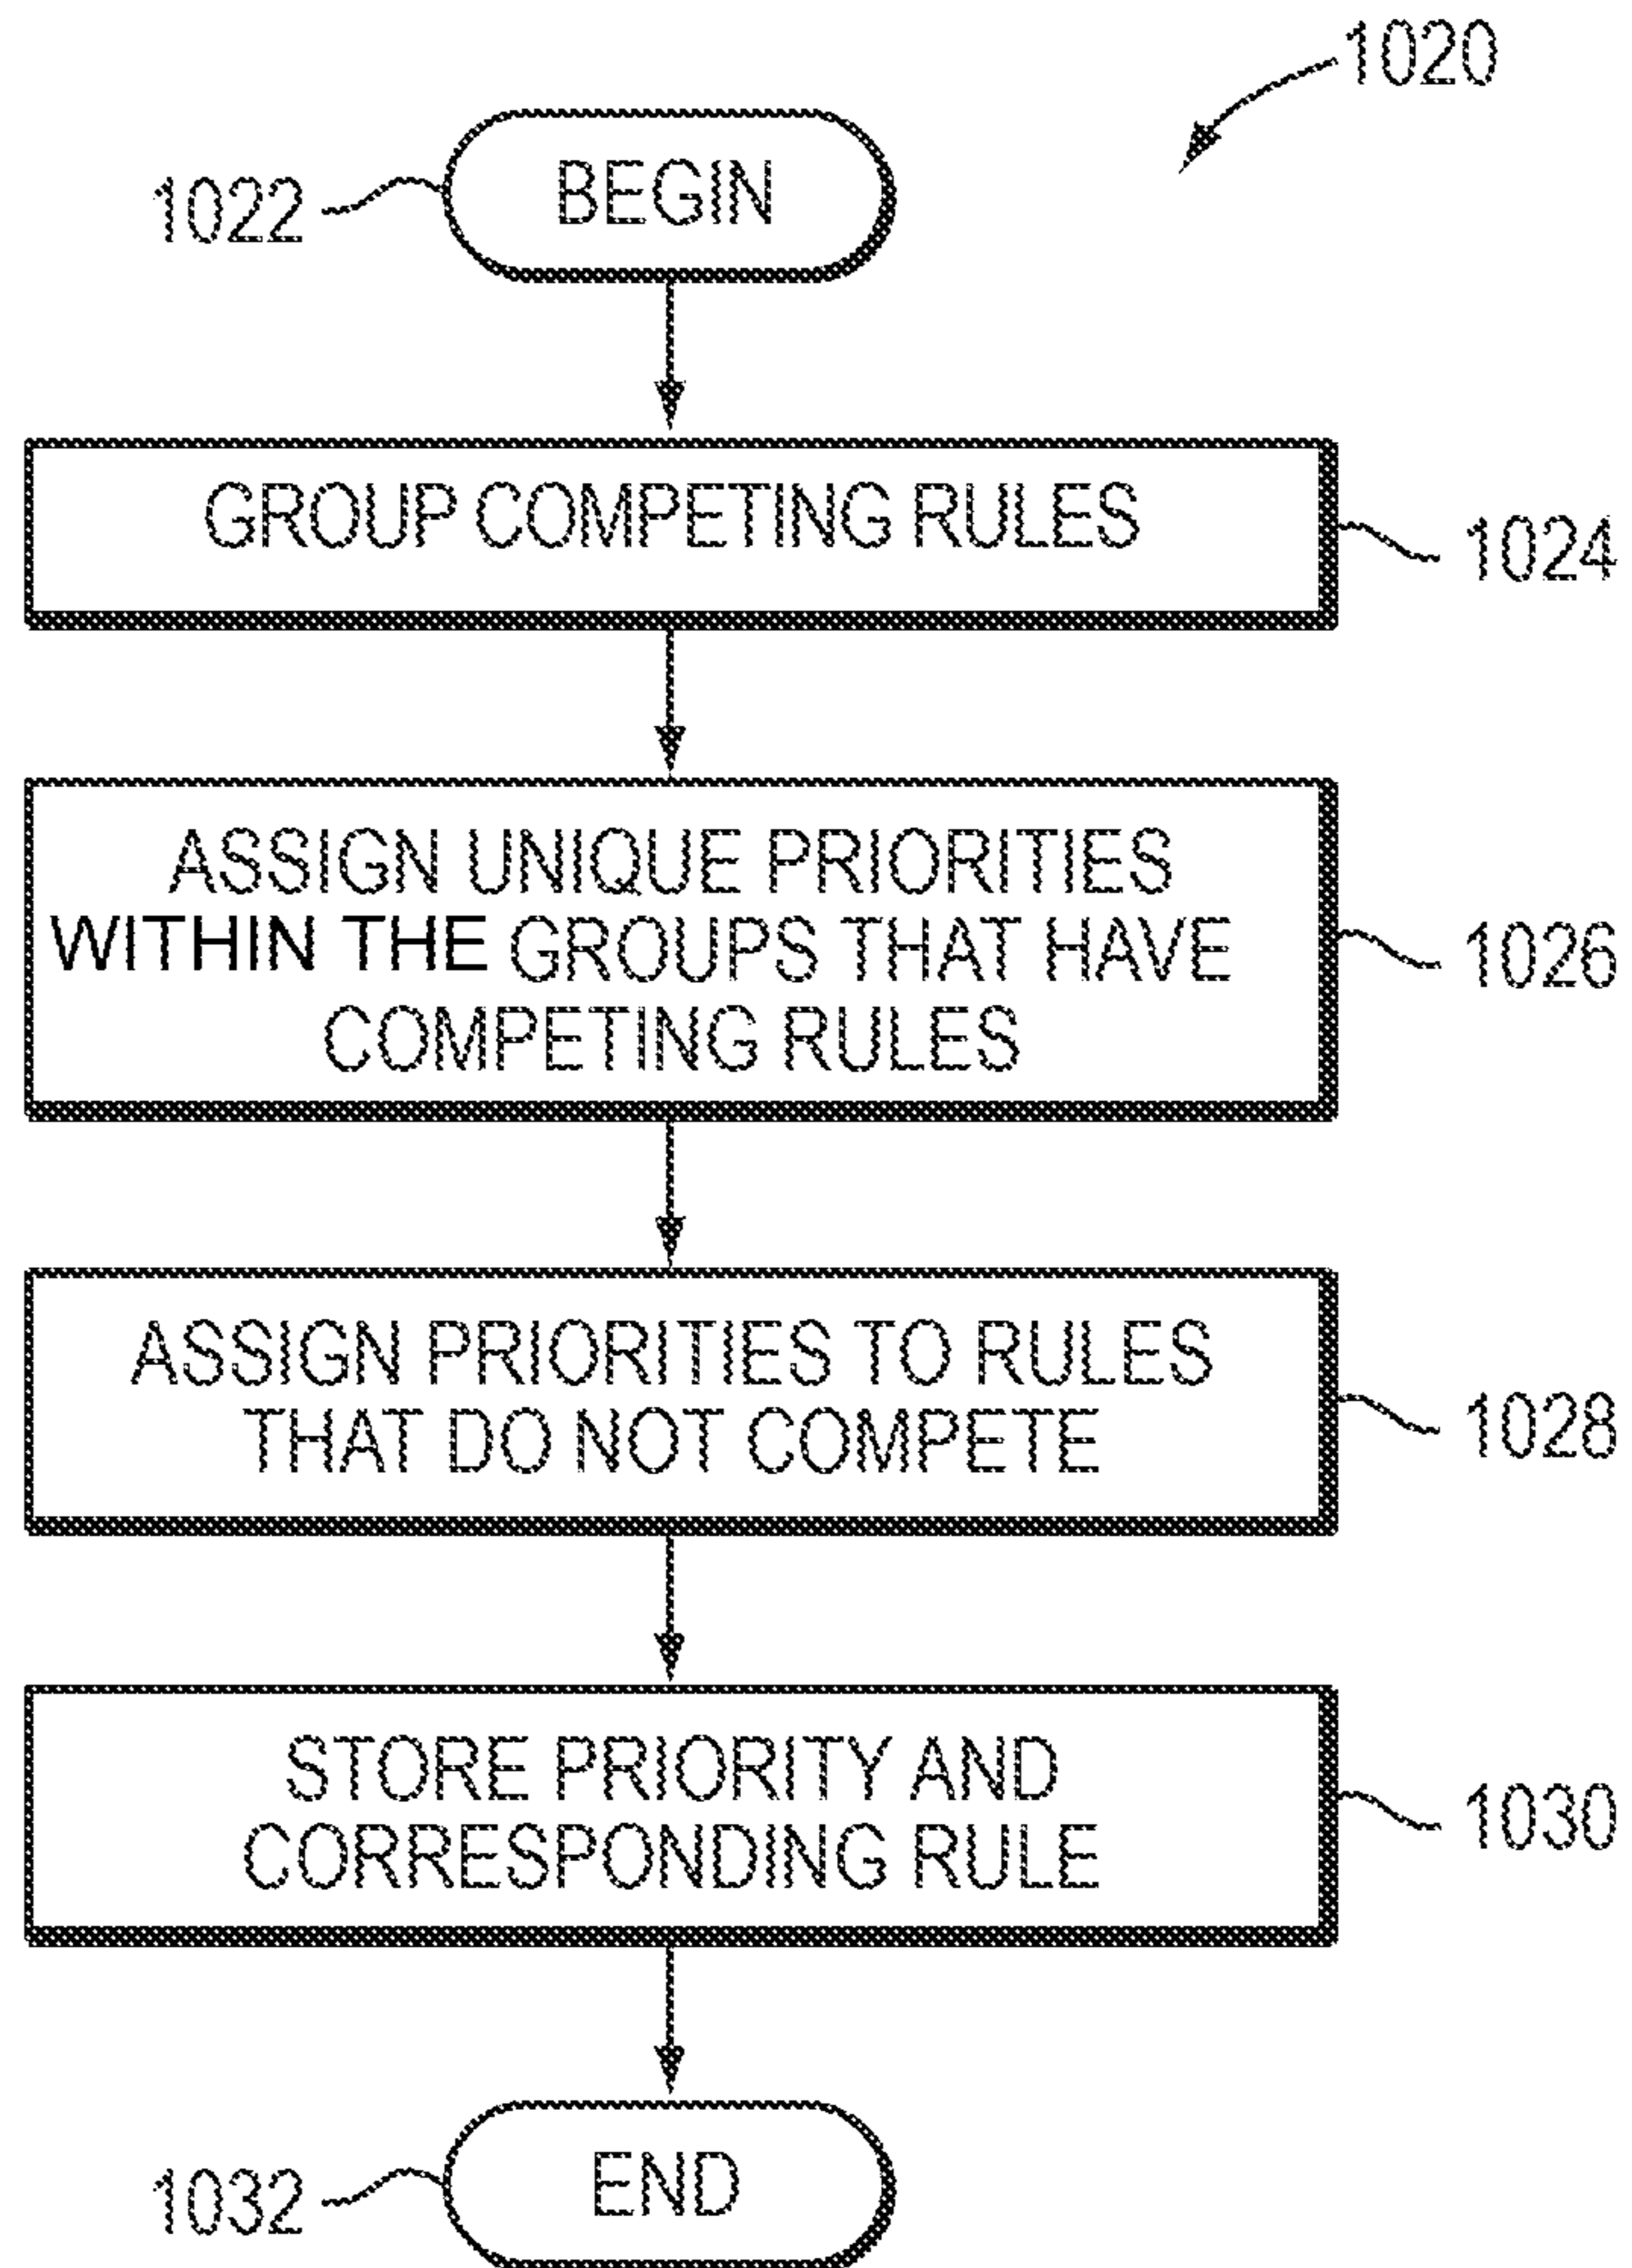 1020
1022
BEGIN
GROUP COMPETING RULES
1024
ASSIGN UNIQUE PRIORITIES
WITHIN THE GROUPS THAT HAVE
COMPETING RULES
1026
ASSIGN PRIORITIES TO RULES
THAT DO NOT COMPETE
1028
STORE PRIORITY AND
CORRESPONDING RULE
1030
1032
END